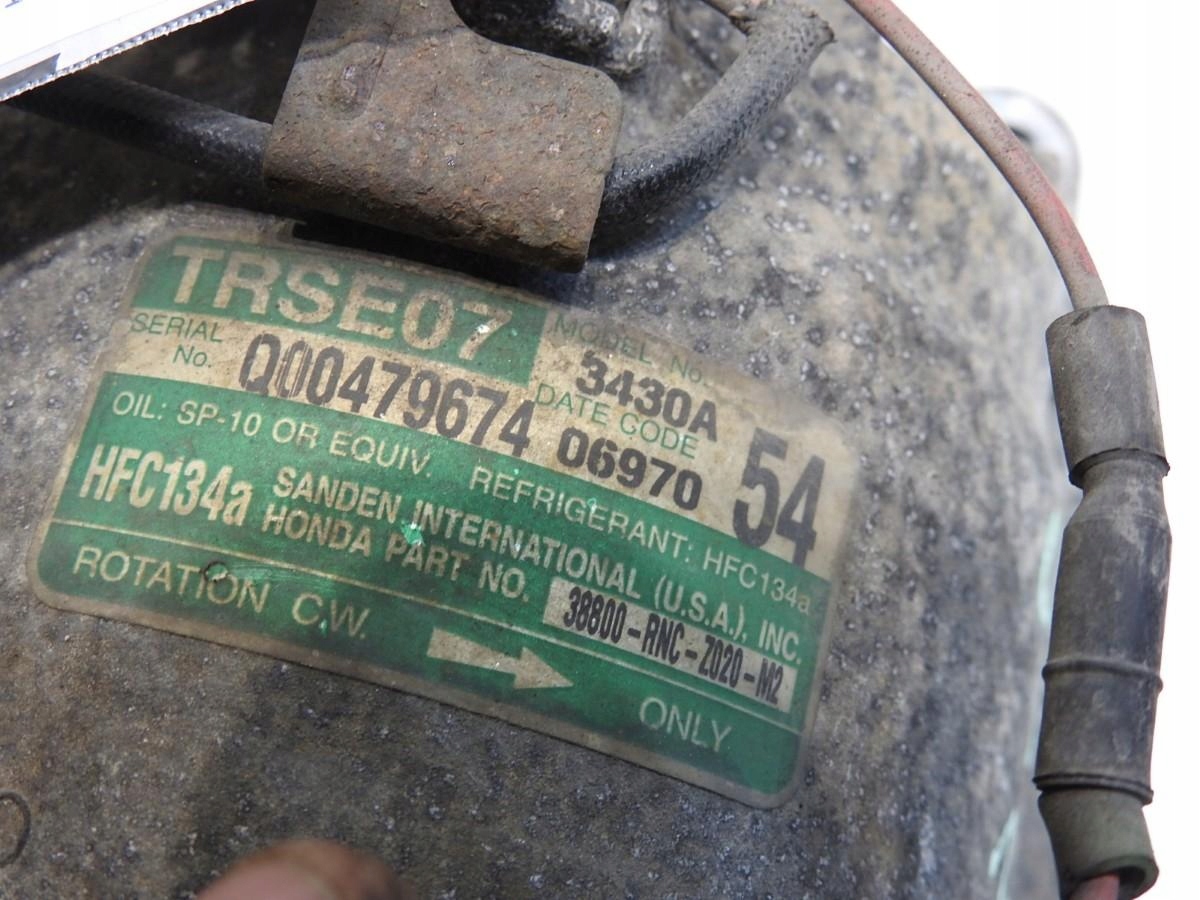 TRSE07
MODEL No.
3430A
SERIAL
No. Q00479674
DATE CODE
06970
54
OIL: SP-10 OR EQUIV. REFRIGERANT: HFC134a
HFC134a SANDEN INTERNATIONAL (U.S.A.), INC.
HONDA PART NO. 38800-RNC-Z020-M2
ROTATION C.W. ONLY